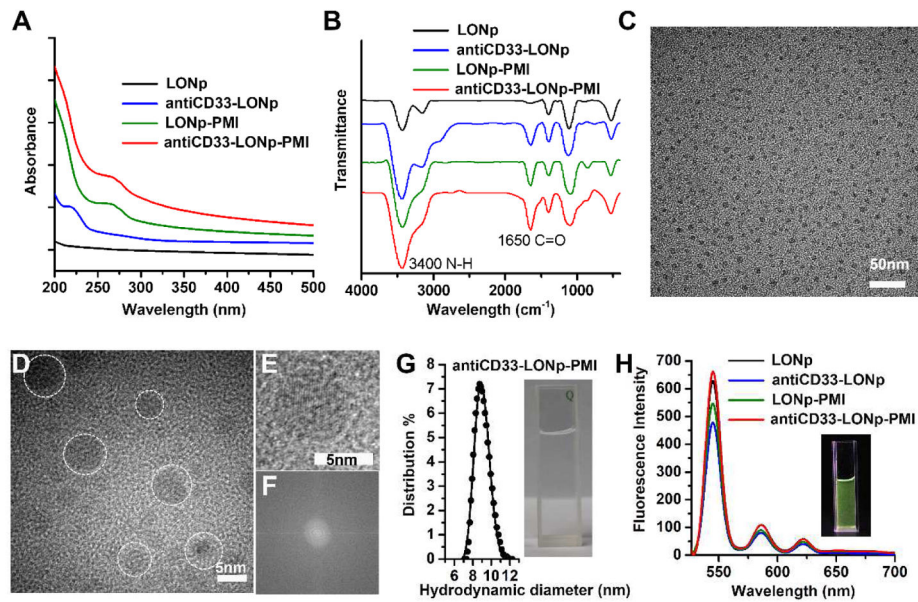 A
LONp
antiCD33-LONp
LONp-PMI
antiCD33-LONp-PMI
Absorbance
200 250 300 350 400 450 500
Wavelength (nm)
B
LONp
antiCD33-LONp
LONp-PMI
antiCD33-LONp-PMI
Transmittance
1650 C=O
3400 N-H
4000 3000 2000 1000
Wavelength (cm-1)
C
50nm
D
5nm
E
5nm
F
G
antiCD33-LONp-PMI
8
7
6
5
4
3
2
1
0
Distribution %
6 8 10 12
Hydrodynamic diameter (nm)
Q
H
LONp
antiCD33-LONp
LONp-PMI
antiCD33-LONp-PMI
700
600
500
400
300
200
100
0
Fluorescence Intensity
550 600 650 700
Wavelength (nm)